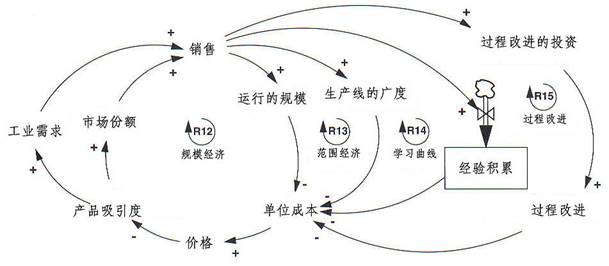 过程改进的投资
销售
运行的规模
生产线的广度
工业需求
市场份额
R12
规模经济
R13
范围经济
R14
学习曲线
R15
过程改进
经验积累
产品吸引度
单位成本
过程改进
价格
+
+
+
+
+
+
+
+
+
+
+
-
-
-
-
-